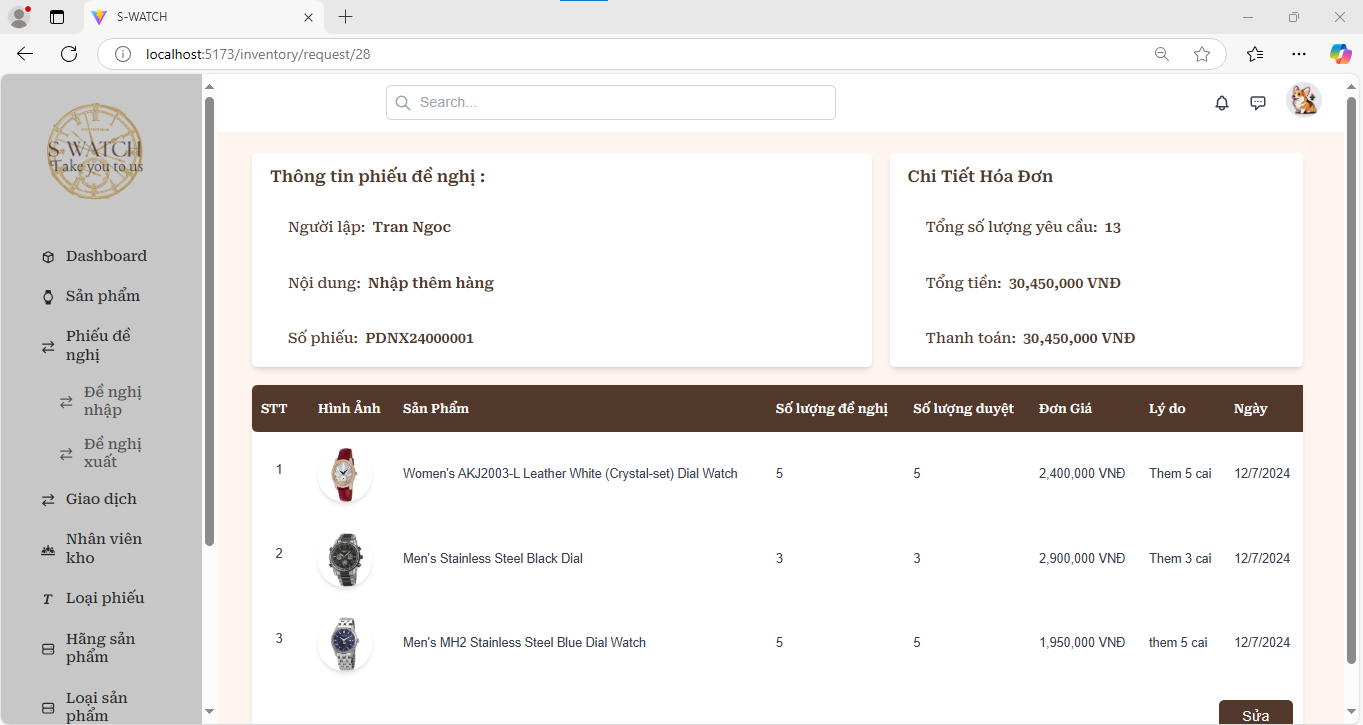 S-WATCH
localhost:5173/inventory/request/28
S-WATCH
Take you to us
Search...
Dashboard
Sản phẩm
Phiếu đề
nghị
Đề nghị
nhập
Đề nghị
xuất
Giao dịch
Nhân viên
kho
Loại phiếu
Hãng sản
phẩm
Loại sản
phẩm
Thông tin phiếu đề nghị :
Người lập: Tran Ngoc
Nội dung: Nhập thêm hàng
Số phiếu: PDNX24000001
Chi Tiết Hóa Đơn
Tổng số lượng yêu cầu: 13
Tổng tiền: 30,450,000 VNĐ
Thanh toán: 30,450,000 VNĐ
STT Hình Ảnh Sản Phẩm Số lượng đề nghị Số lượng duyệt Đơn Giá Lý do Ngày
1 Women's AKJ2003-L Leather White (Crystal-set) Dial Watch 5 5 2,400,000 VNĐ Them 5 cai 12/7/2024
2 Men's Stainless Steel Black Dial 3 3 2,900,000 VNĐ Them 3 cai 12/7/2024
3 Men's MH2 Stainless Steel Blue Dial Watch 5 5 1,950,000 VNĐ them 5 cai 12/7/2024
Sửa